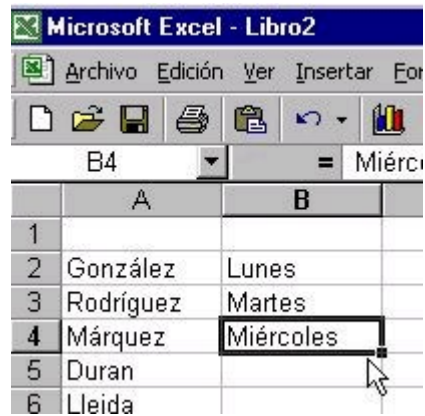 Microsoft Excel - Libro2
Archivo Edición Ver Insertar
B4 = Miérc
A B
1
2 González Lunes
3 Rodríguez Martes
4 Márquez Miércoles
5 Duran
6 Lleida